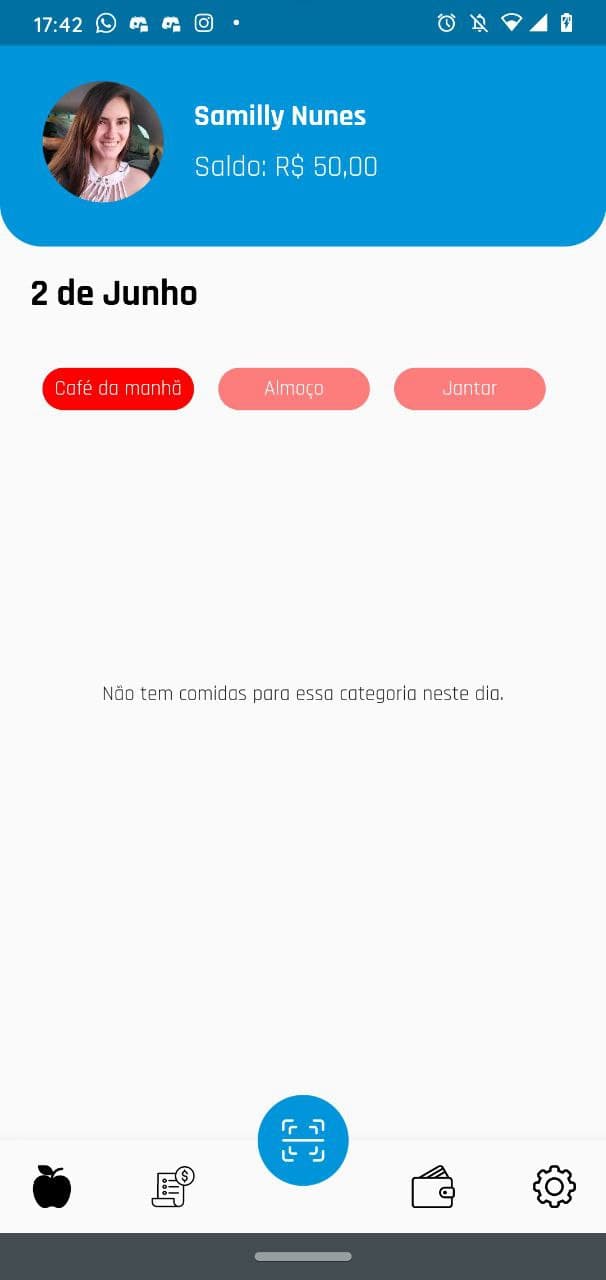 17:42
Samilly Nunes
Saldo: R$ 50,00
2 de Junho
Café da manhã
Almoço
Jantar
Não tem comidas para essa categoria neste dia.
$